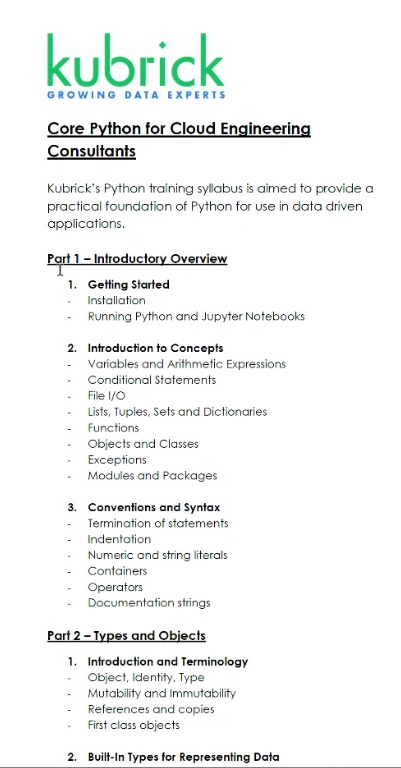 kubrick
GROWING DATA EXPERTS
Core Python for Cloud Engineering
Consultants
Kubrick's Python training syllabus is aimed to provide a
practical foundation of Python for use in data driven
applications.
Part 1 – Introductory Overview
1. Getting Started
- Installation
- Running Python and Jupyter Notebooks
2. Introduction to Concepts
- Variables and Arithmetic Expressions
- Conditional Statements
- File I/O
- Lists, Tuples, Sets and Dictionaries
- Functions
- Objects and Classes
- Exceptions
- Modules and Packages
3. Conventions and Syntax
- Termination of statements
- Indentation
- Numeric and string literals
- Containers
- Operators
- Documentation strings
Part 2 – Types and Objects
1. Introduction and Terminology
- Object, Identity, Type
- Mutability and Immutability
- References and copies
- First class objects
2. Built-In Types for Representing Data